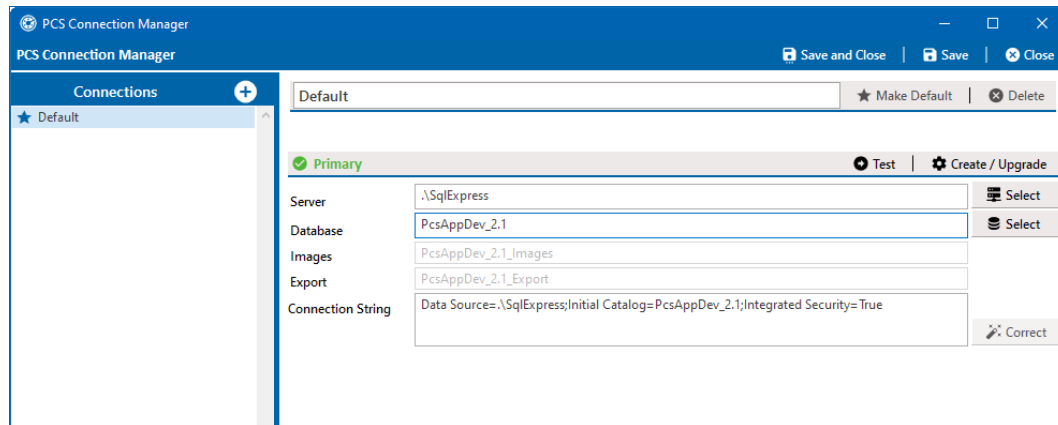 PCS Connection Manager
PCS Connection Manager
Save and Close | Save | Close
Connections
Default
Default
Make Default | Delete
Primary
Test | Create / Upgrade
Server
.\SqlExpress
Select
Database
PcsAppDev_2.1
Select
Images
PcsAppDev_2.1_Images
Export
PcsAppDev_2.1_Export
Connection String
Data Source=.\SqlExpress;Initial Catalog=PcsAppDev_2.1;Integrated Security=True
Correct